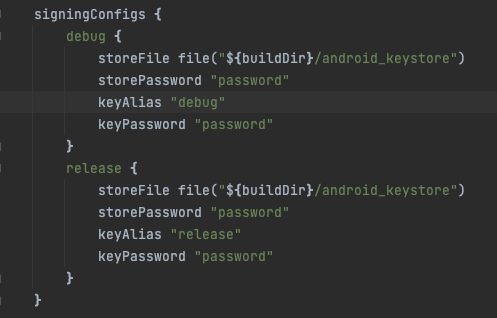 signingConfigs {
    debug {
        storeFile file("${buildDir}/android_keystore")
        storePassword "password"
        keyAlias "debug"
        keyPassword "password"
    }
    release {
        storeFile file("${buildDir}/android_keystore")
        storePassword "password"
        keyAlias "release"
        keyPassword "password"
    }
}